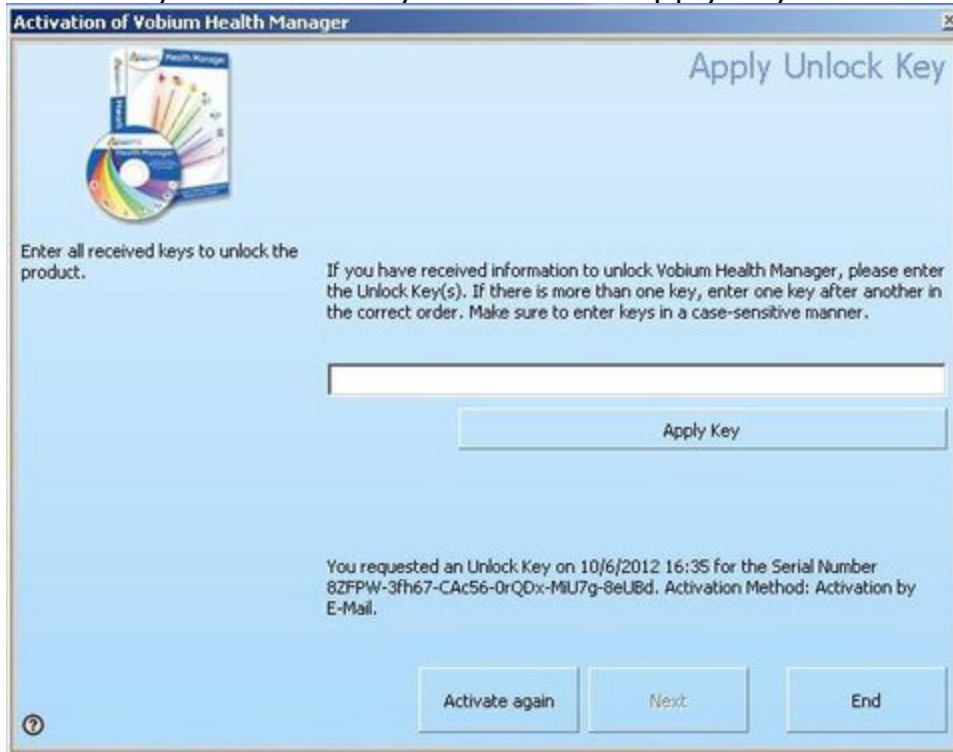 Activation of Vobium Health Manager
Apply Unlock Key
Health Manager
Enter all received keys to unlock the
product.
If you have received information to unlock Vobium Health Manager, please enter
the Unlock Key(s). If there is more than one key, enter one key after another in
the correct order. Make sure to enter keys in a case-sensitive manner.
Apply Key
You requested an Unlock Key on 10/6/2012 16:35 for the Serial Number
8ZFPW-3fh67-CAc56-0rQDx-MiU7g-8eUBd. Activation Method: Activation by
E-Mail.
Activate again
Next
End
?